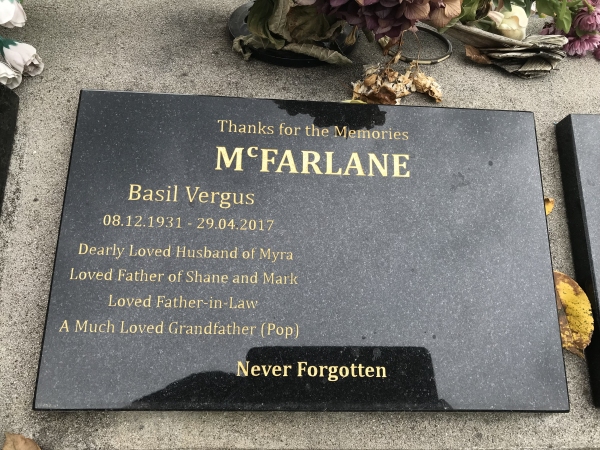 Thanks for the Memories
McFARLANE
Basil Vergus
08.12.1931 - 29.04.2017
Dearly Loved Husband of Myra
Loved Father of Shane and Mark
Loved Father-in-Law
A Much Loved Grandfather (Pop)
Never Forgotten